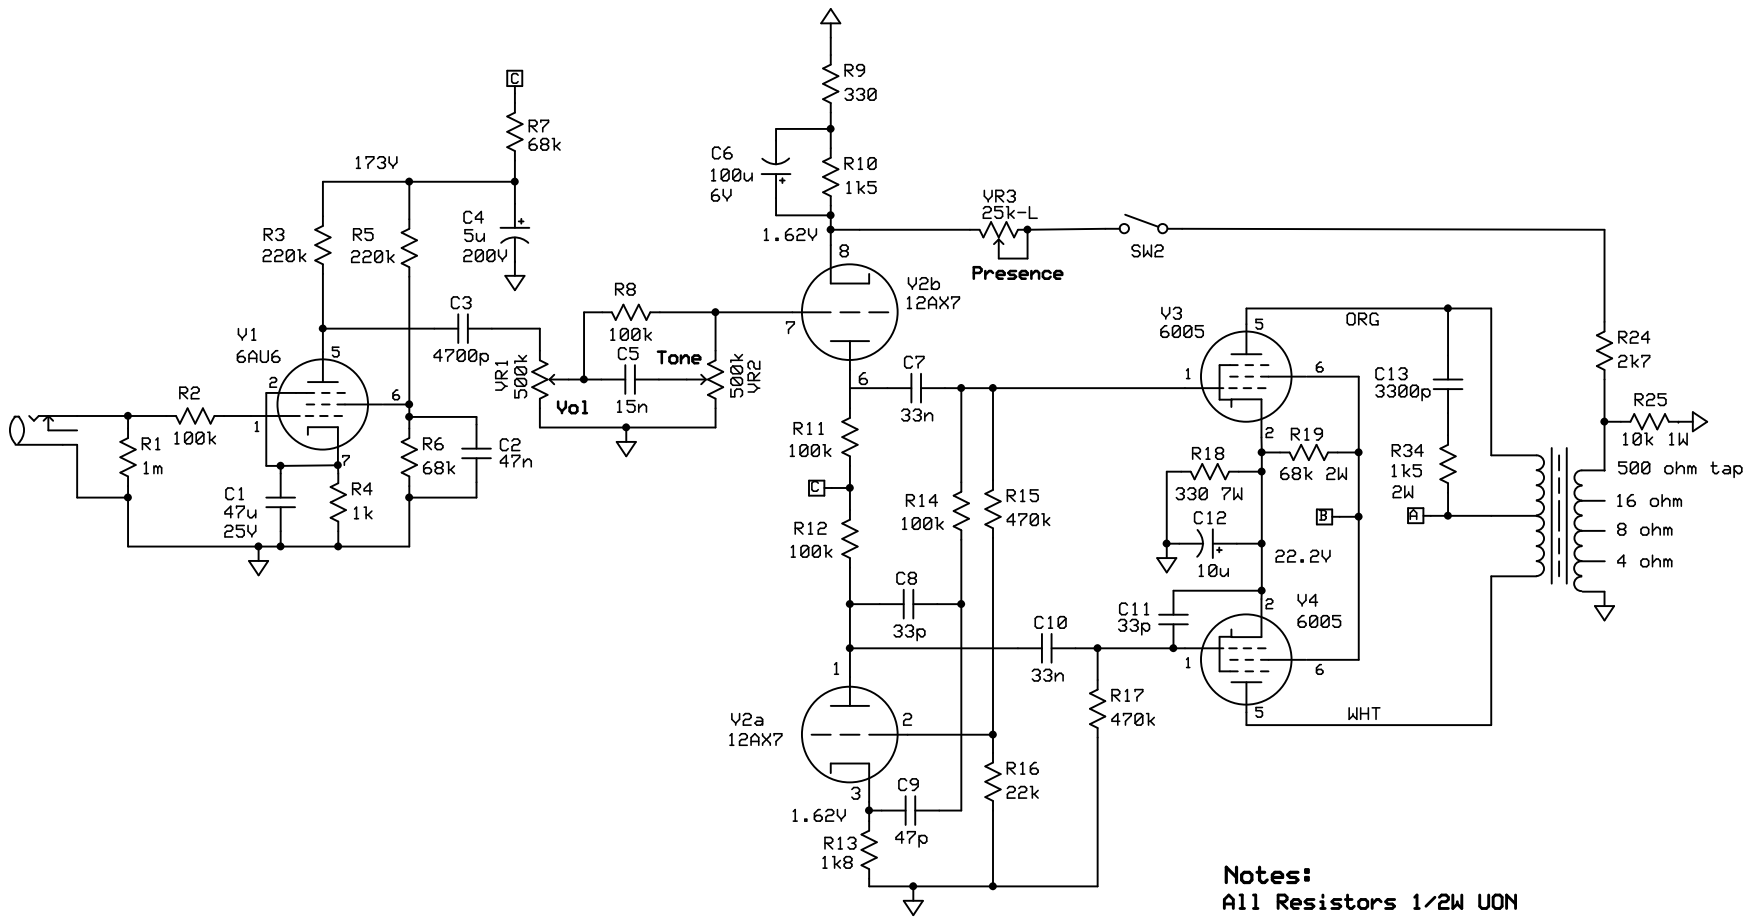 C
R7
68k
173V
R3
220k
R5
220k
C4
5u
200V
+
V1
6AU6
5
2
6
1
7
C3
4700p
R2
100k
R1
1m
C1
47u
25V
R4
1k
R6
68k
C2
47n
VR1
500k
Vol
R8
100k
C5
15n
Tone
500k
VR2
R9
330
C6
100u
6V
+
R10
1k5
1.62V
8
V2b
12AX7
7
6
VR3
25k-L
Presence
SW2
C7
33n
R11
100k
C
R12
100k
R14
100k
R15
470k
C8
33p
C10
33n
1
V2a
12AX7
2
3
1.62V
C9
47p
R13
1k8
R16
22k
R17
470k
V3
6005
5
ORG
1
6
2
R19
68k 2W
R18
330 7W
C12
+
10u
22.2V
B
C11
33p
2
V4
6005
1
6
5
WHT
C13
3300p
R34
1k5
2W
A
R24
2k7
R25
10k 1W
500 ohm tap
16 ohm
8 ohm
4 ohm
Notes:
All Resistors 1/2W UON